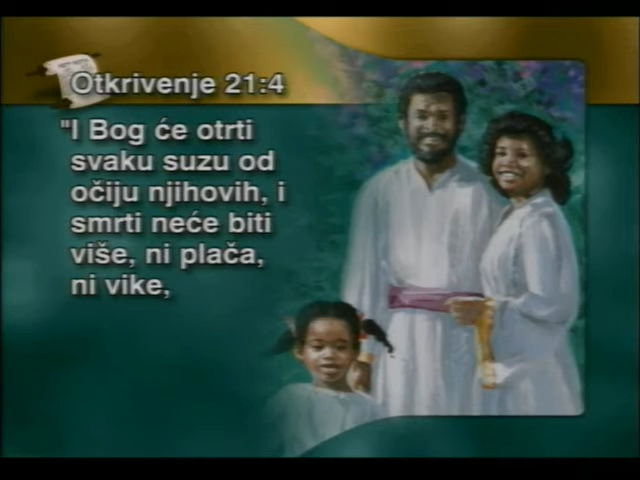 Otkrivenje 21:4
"I Bog će otrti
svaku suzu od
očiju njihovih, i
smrti neće biti
više, ni plača,
ni vike,